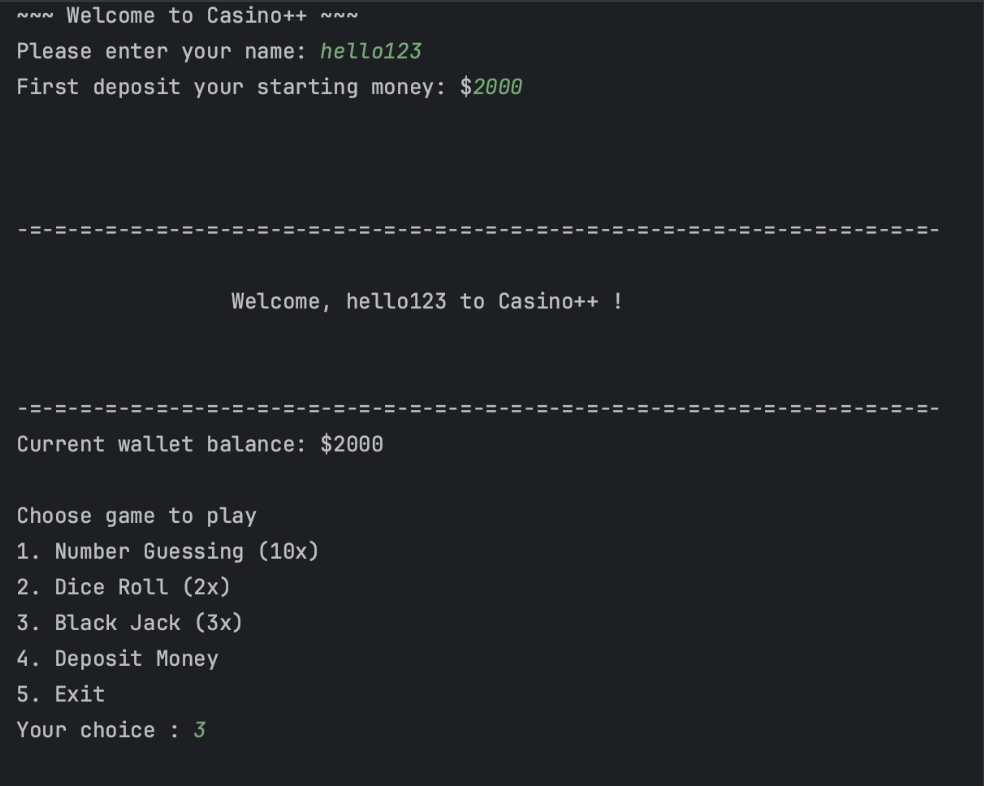 ~~~ Welcome to Casino++ ~~~
Please enter your name: hello123
First deposit your starting money: $2000
-=-=-=-=-=-=-=-=-=-=-=-=-=-=-=-=-=-=-=-=-=-=-=-=-=-=-=-=-=-=-=-=-=-=-=-=-
Welcome, hello123 to Casino++ !
-=-=-=-=-=-=-=-=-=-=-=-=-=-=-=-=-=-=-=-=-=-=-=-=-=-=-=-=-=-=-=-=-=-=-=-=-
Current wallet balance: $2000
Choose game to play
1. Number Guessing (10x)
2. Dice Roll (2x)
3. Black Jack (3x)
4. Deposit Money
5. Exit
Your choice : 3